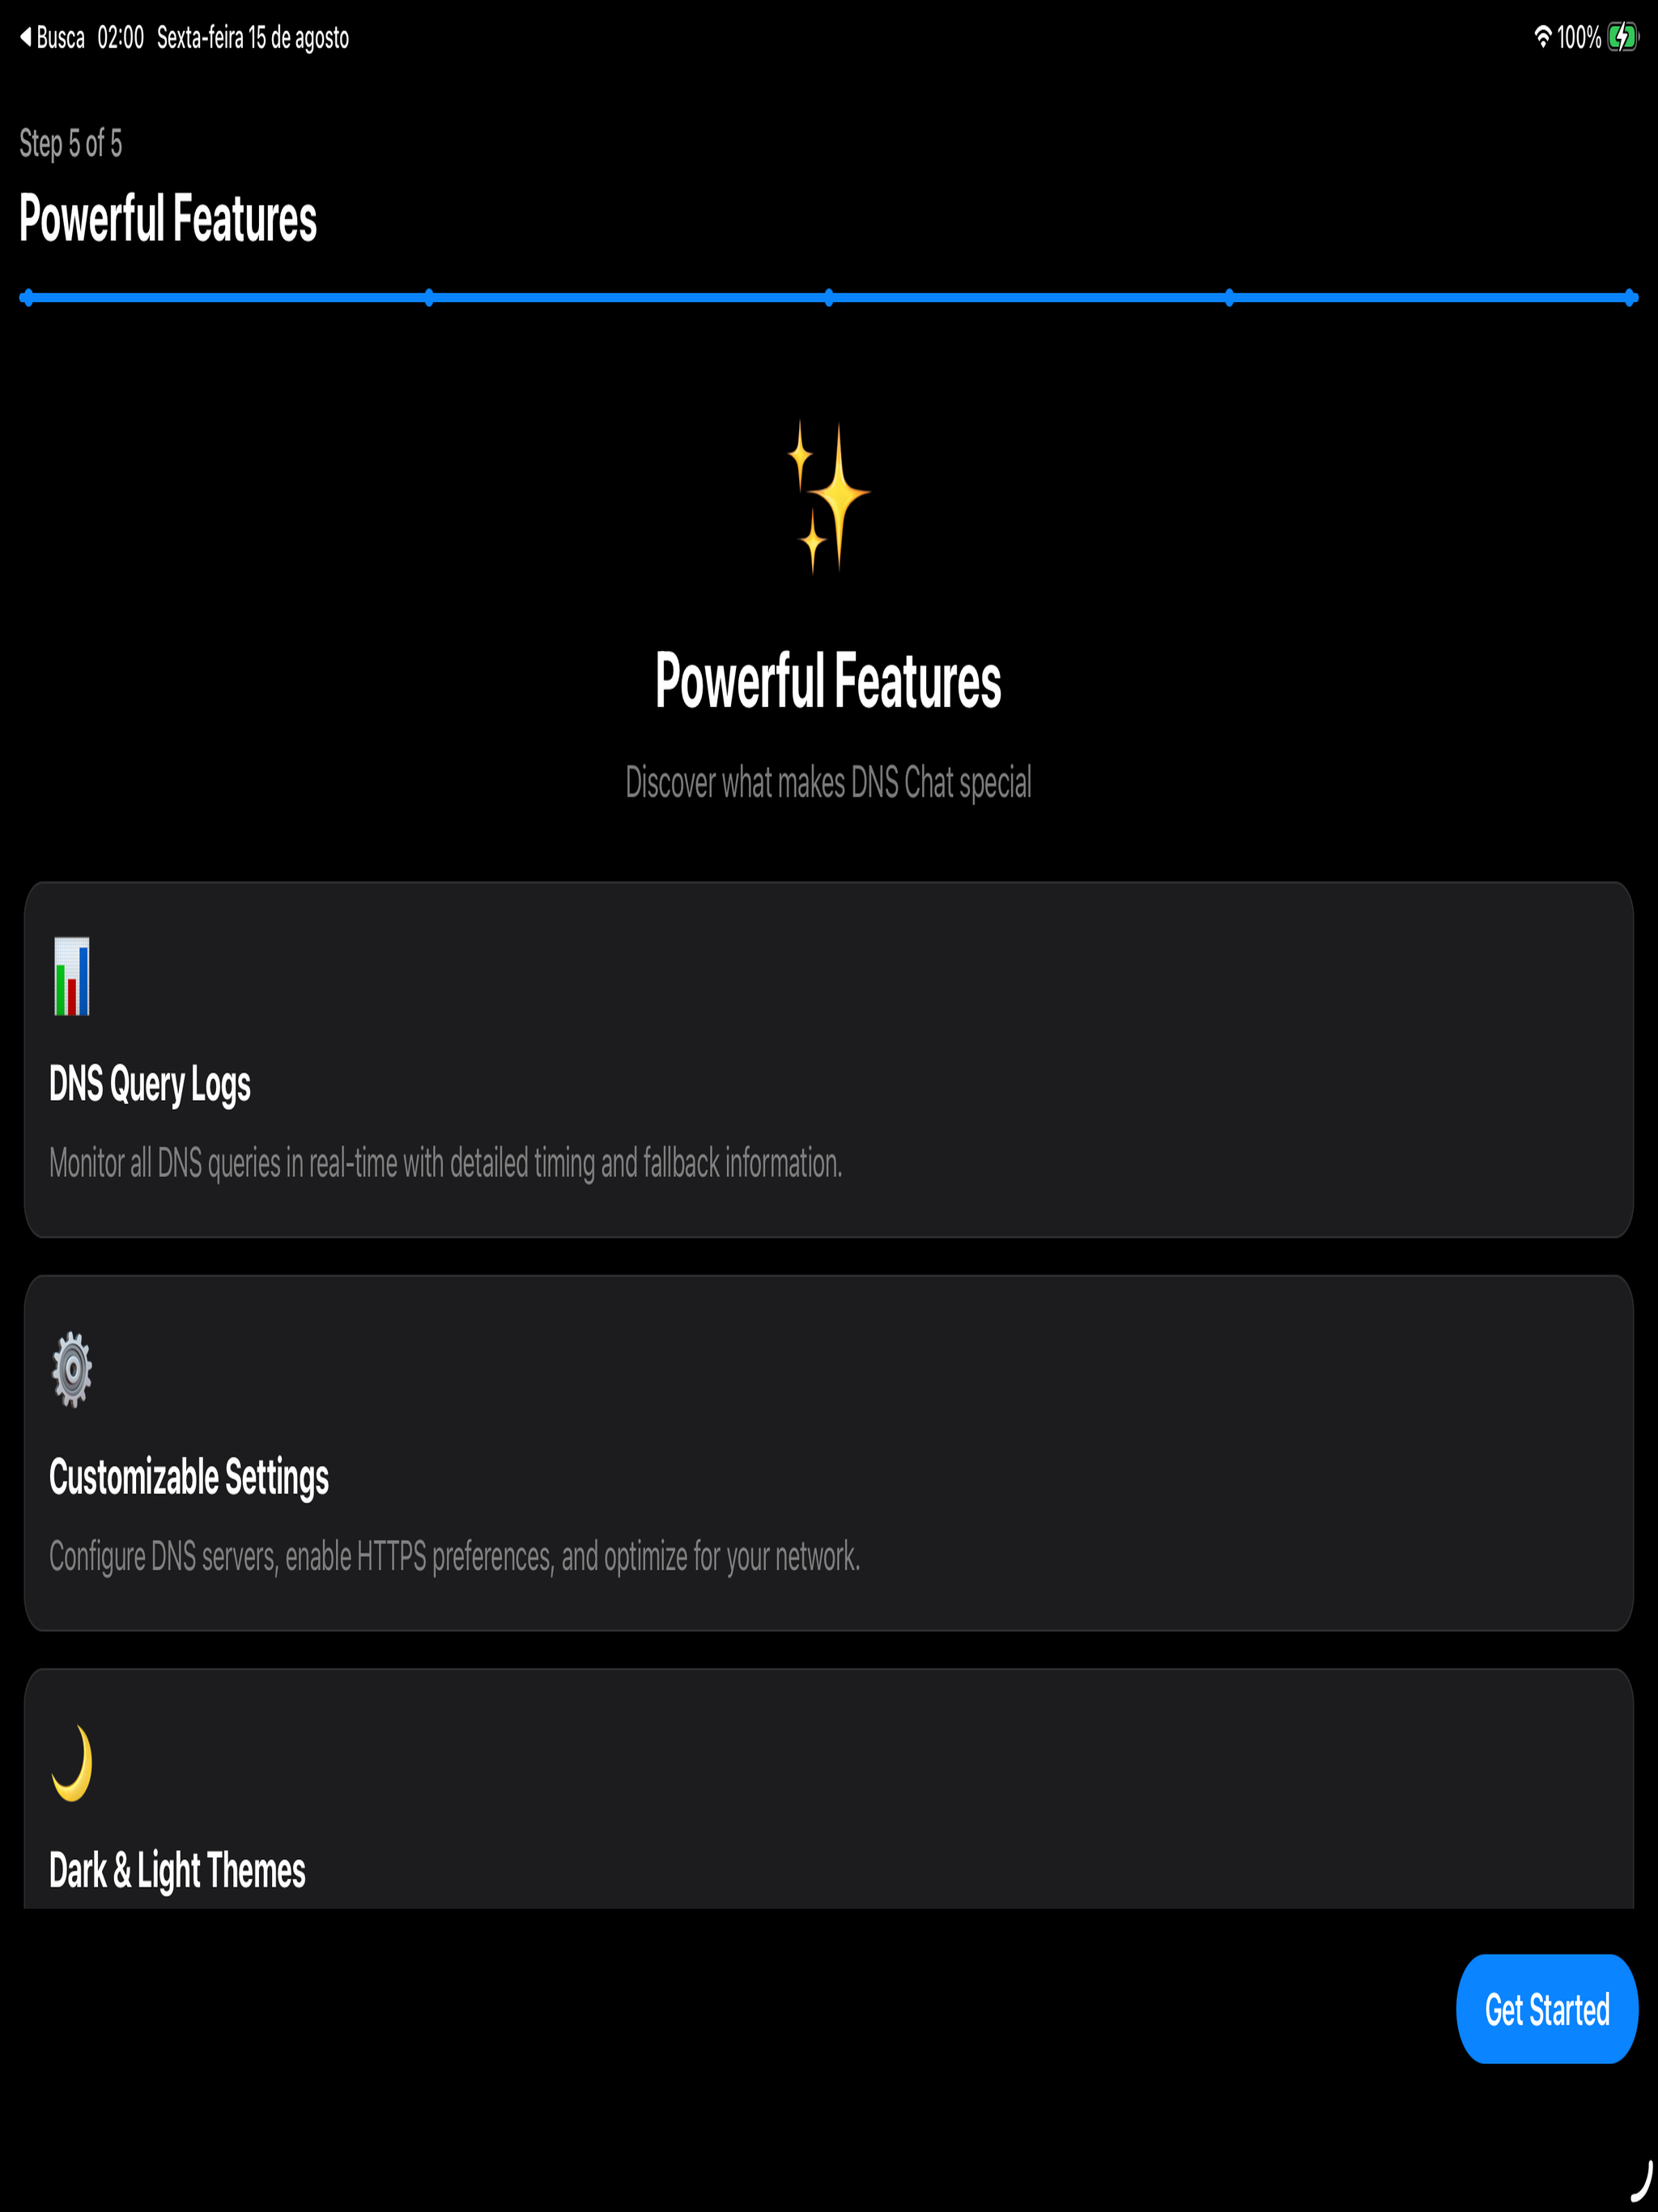 Busca 02:00 Sexta-feira 15 de agosto 100%
Step 5 of 5
Powerful Features
Powerful Features
Discover what makes DNS Chat special
DNS Query Logs
Monitor all DNS queries in real-time with detailed timing and fallback information.
Customizable Settings
Configure DNS servers, enable HTTPS preferences, and optimize for your network.
Dark & Light Themes
Get Started